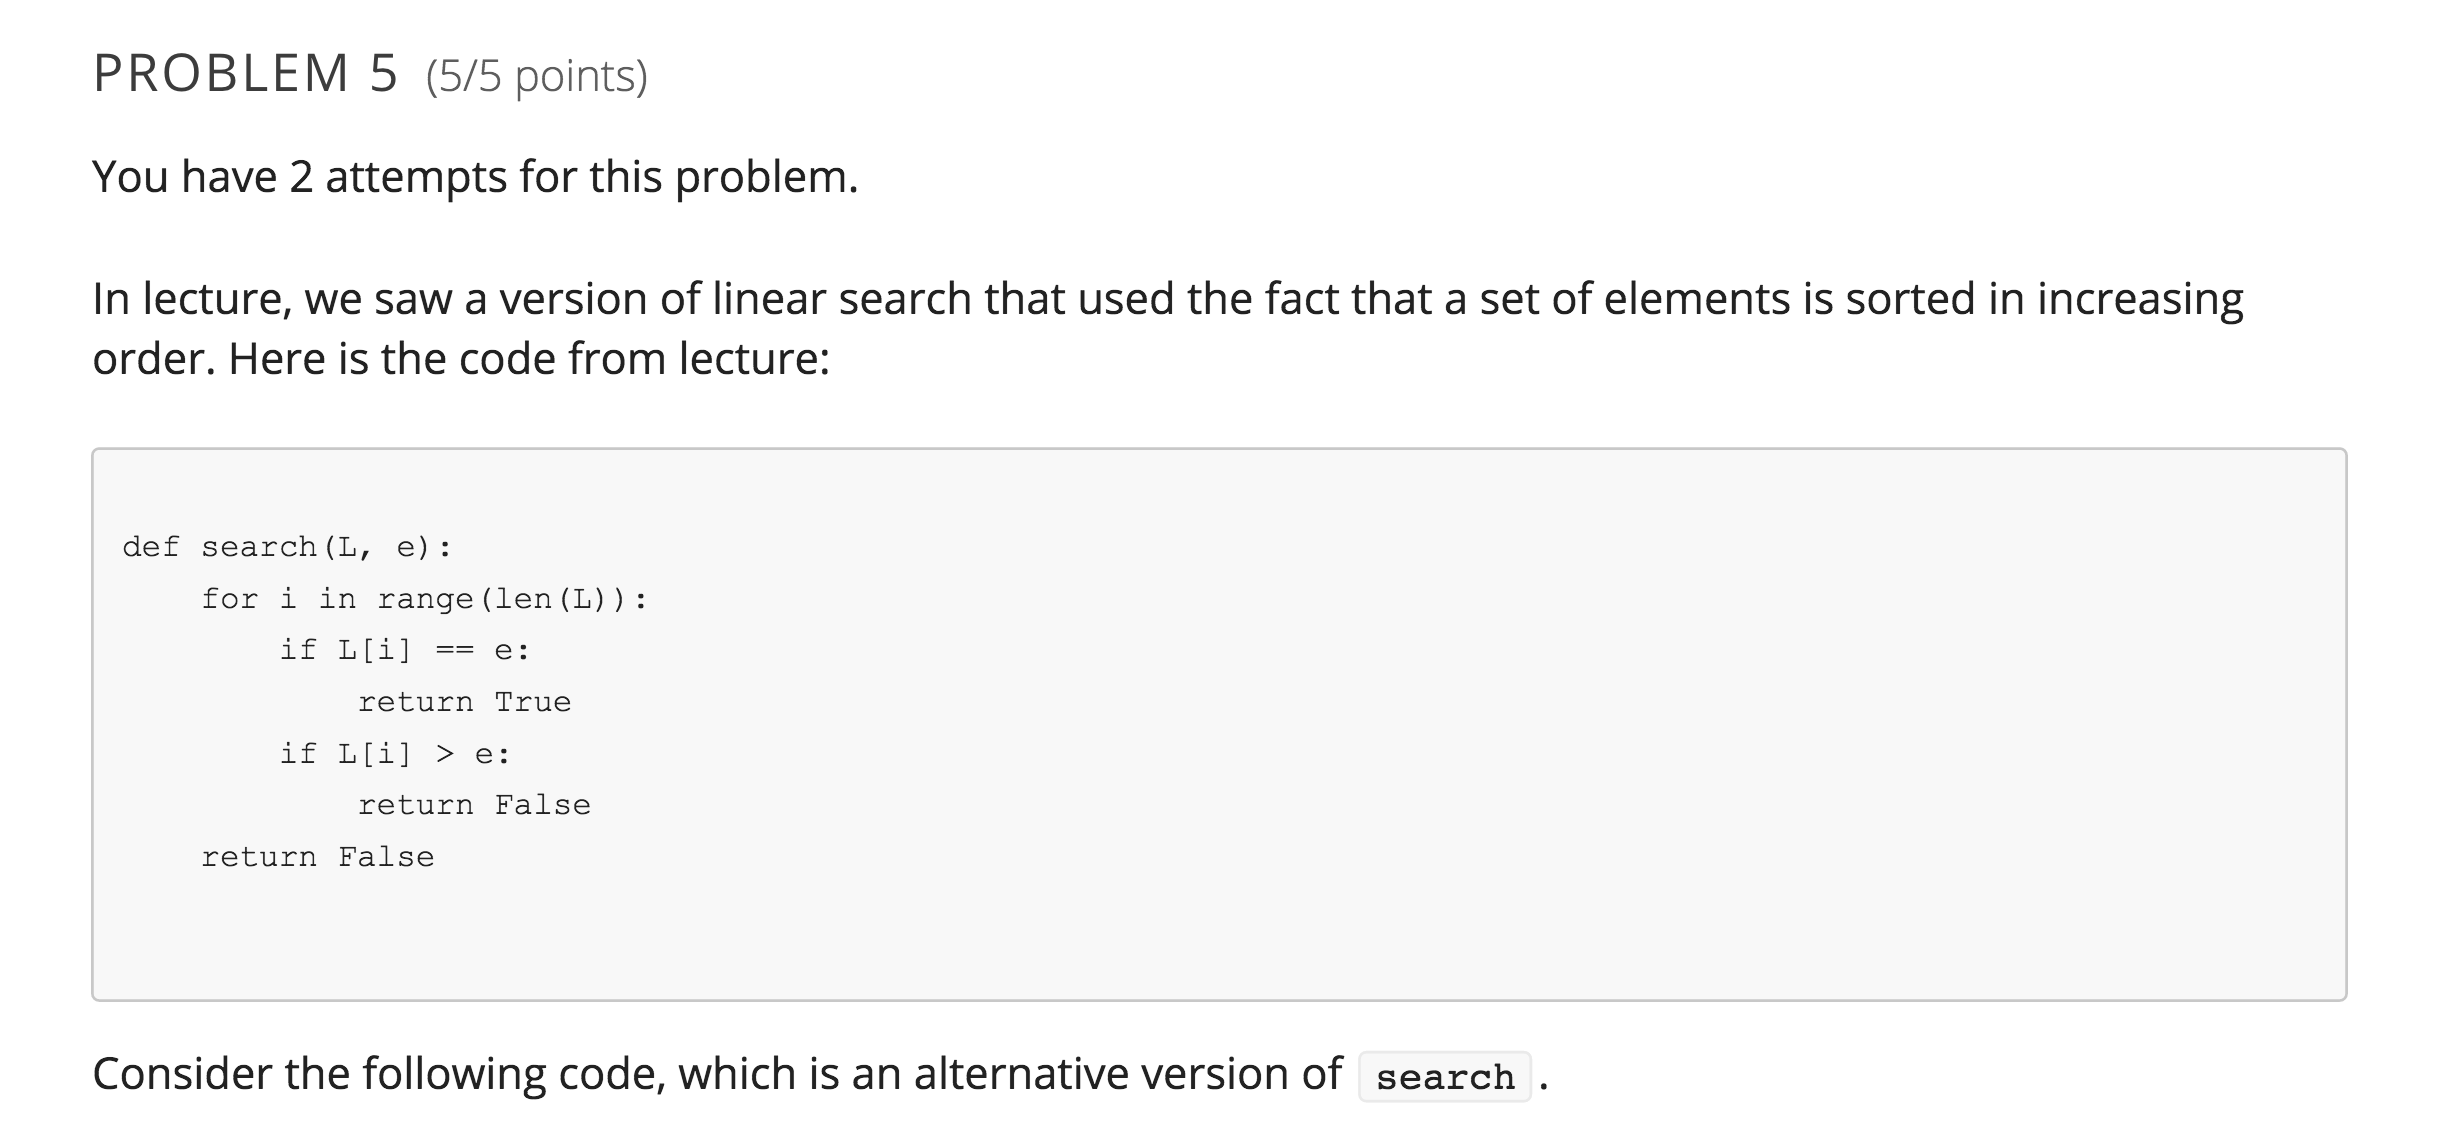 PROBLEM 5 (5/5 points)
You have 2 attempts for this problem.
In lecture, we saw a version of linear search that used the fact that a set of elements is sorted in increasing
order. Here is the code from lecture:
def search(L, e):
    for i in range(len(L)):
        if L[i] == e:
            return True
        if L[i] > e:
            return False
    return False
Consider the following code, which is an alternative version of search .